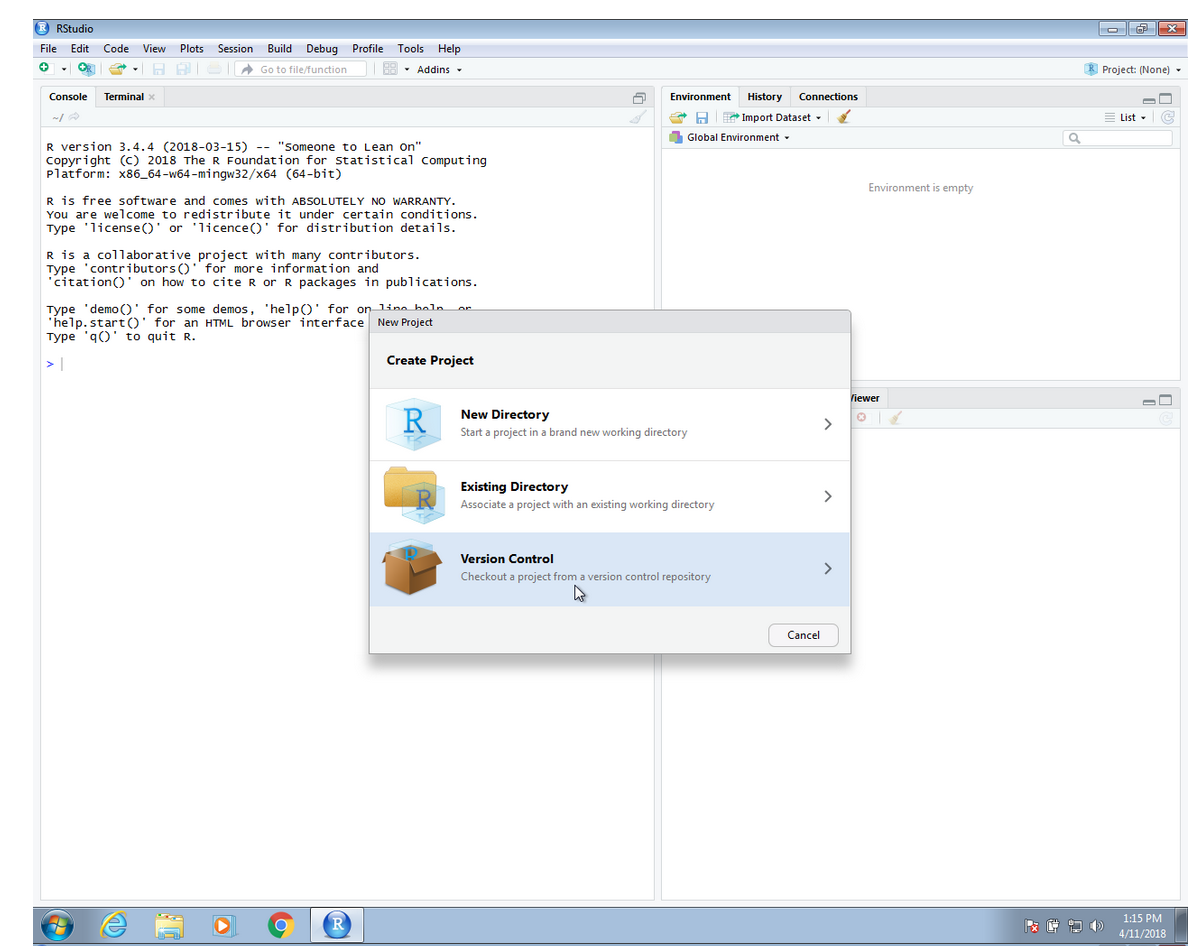 RStudio
File Edit Code View Plots Session Build Debug Profile Tools Help
Go to file/function Addins Project: (None)
Console Terminal
~/
R version 3.4.4 (2018-03-15) -- "Someone to Lean On"
Copyright (C) 2018 The R Foundation for Statistical Computing
Platform: x86_64-w64-mingw32/x64 (64-bit)
R is free software and comes with ABSOLUTELY NO WARRANTY.
You are welcome to redistribute it under certain conditions.
Type 'license()' or 'licence()' for distribution details.
R is a collaborative project with many contributors.
Type 'contributors()' for more information and
'citation()' on how to cite R or R packages in publications.
Type 'demo()' for some demos, 'help()' for on-line help, or
'help.start()' for an HTML browser interface
Type 'q()' to quit R.
>
Environment History Connections
Import Dataset List
Global Environment
Environment is empty
Viewer
New Project
Create Project
New Directory
Start a project in a brand new working directory
Existing Directory
Associate a project with an existing working directory
Version Control
Checkout a project from a version control repository
Cancel
1:15 PM
4/11/2018